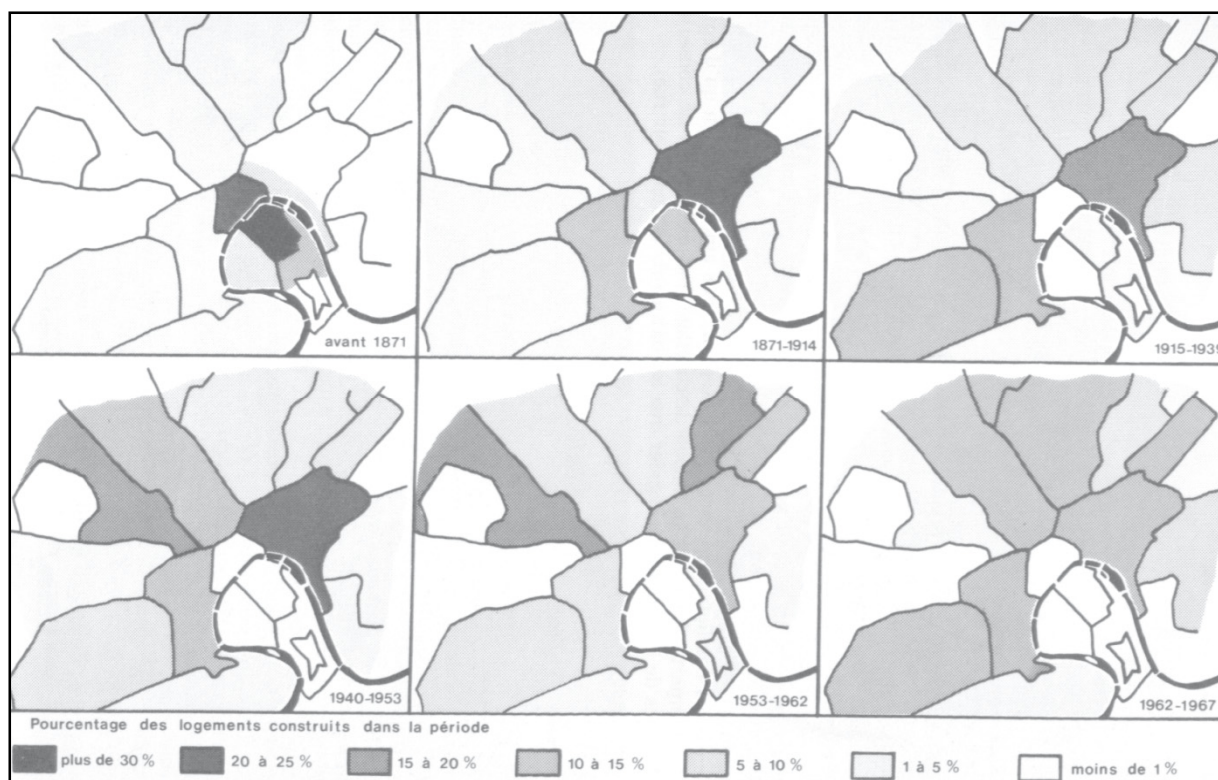 avant 1871
1871-1914
1915-1939
1940-1953
1953-1962
1962-1967
Pourcentage des logements construits dans la période
plus de 30 %
20 à 25 %
15 à 20 %
10 à 15 %
5 à 10 %
1 à 5 %
moins de 1 %